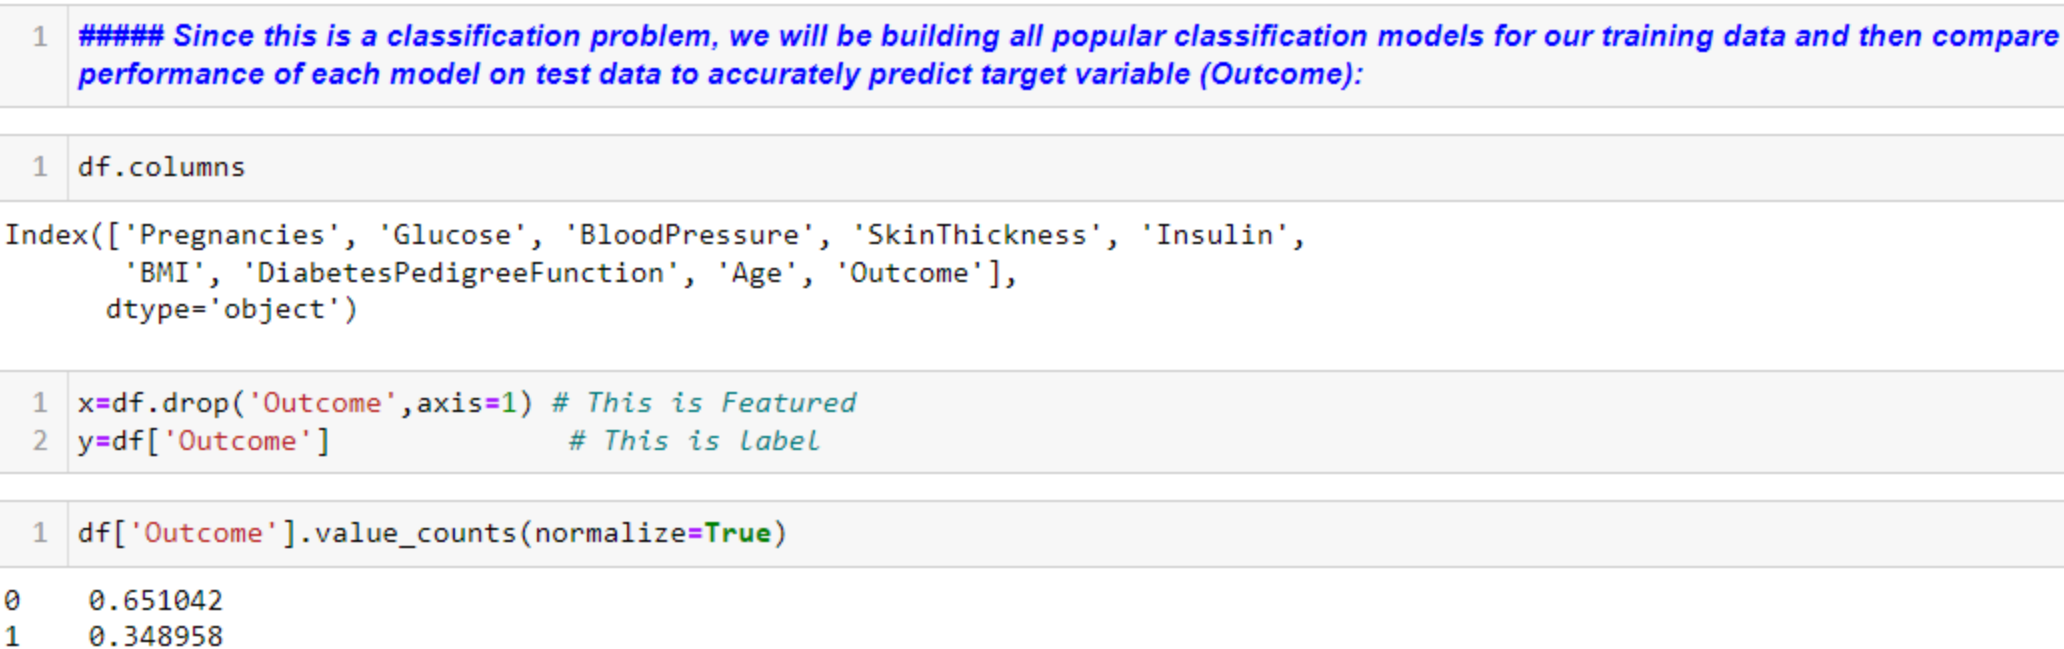 1 ##### Since this is a classification problem, we will be building all popular classification models for our training data and then compare
performance of each model on test data to accurately predict target variable (Outcome):
1 df.columns
Index(['Pregnancies', 'Glucose', 'BloodPressure', 'SkinThickness', 'Insulin',
       'BMI', 'DiabetesPedigreeFunction', 'Age', 'Outcome'],
      dtype='object')
1 x=df.drop('Outcome',axis=1) # This is Featured
2 y=df['Outcome']              # This is label
1 df['Outcome'].value_counts(normalize=True)
0    0.651042
1    0.348958